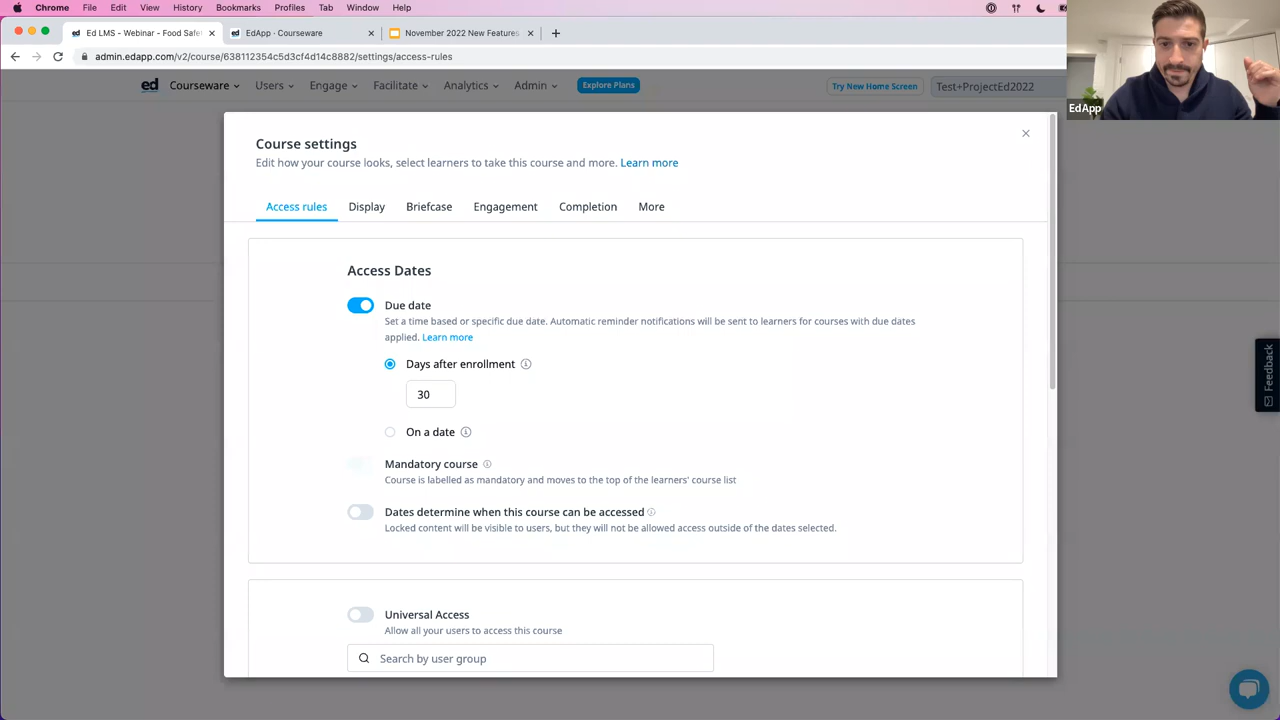 Chrome File Edit View History Bookmarks Profiles Tab Window Help
Ed LMS - Webinar - Food Safe
EdApp · Courseware
November 2022 New Features
admin.edapp.com/v2/course/638112354c5d3cf4d14c8882/settings/access-rules
ed Courseware Users Engage Facilitate Analytics Admin Explore Plans Try New Home Screen Test+ProjectEd2022
EdApp
Course settings
Edit how your course looks, select learners to take this course and more. Learn more
Access rules Display Briefcase Engagement Completion More
Access Dates
Due date
Set a time based or specific due date. Automatic reminder notifications will be sent to learners for courses with due dates
applied. Learn more
Days after enrollment
30
On a date
Mandatory course
Course is labelled as mandatory and moves to the top of the learners' course list
Dates determine when this course can be accessed
Locked content will be visible to users, but they will not be allowed access outside of the dates selected.
Universal Access
Allow all your users to access this course
Search by user group
Feedback